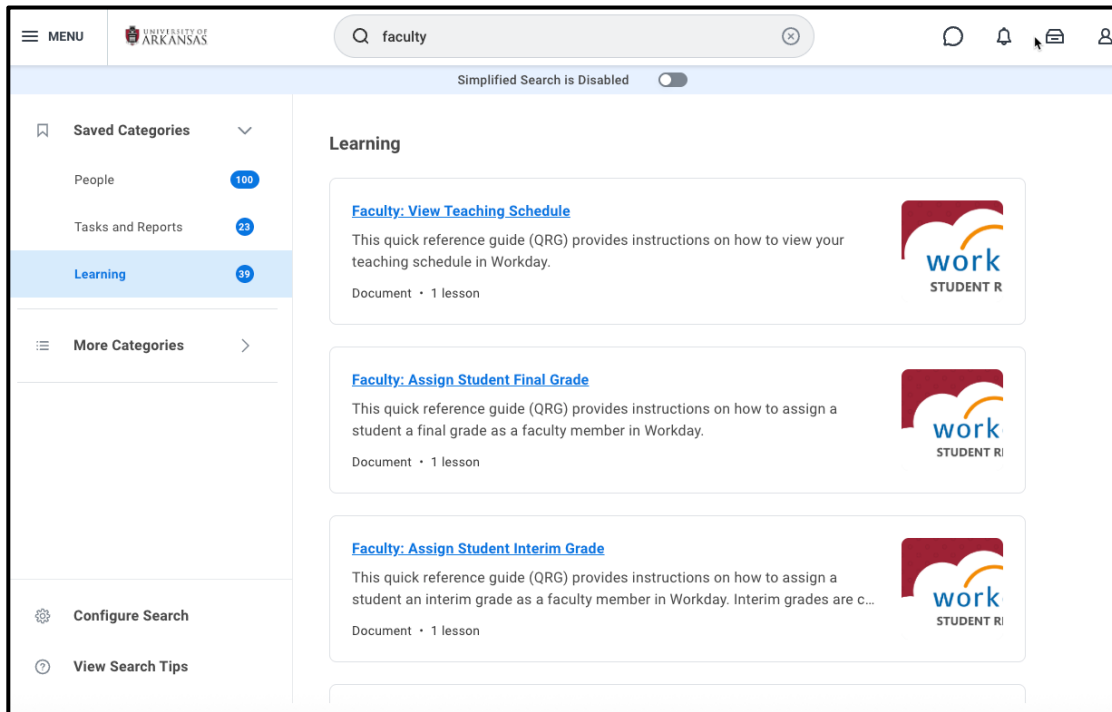 MENU
UNIVERSITY OF
ARKANSAS
faculty
Simplified Search is Disabled
Saved Categories
People
100
Tasks and Reports
23
Learning
39
More Categories
Configure Search
View Search Tips
Learning
Faculty: View Teaching Schedule
This quick reference guide (QRG) provides instructions on how to view your
teaching schedule in Workday.
Document • 1 lesson
work
STUDENT R
Faculty: Assign Student Final Grade
This quick reference guide (QRG) provides instructions on how to assign a
student a final grade as a faculty member in Workday.
Document • 1 lesson
work
STUDENT R
Faculty: Assign Student Interim Grade
This quick reference guide (QRG) provides instructions on how to assign a
student an interim grade as a faculty member in Workday. Interim grades are c...
Document • 1 lesson
work
STUDENT R